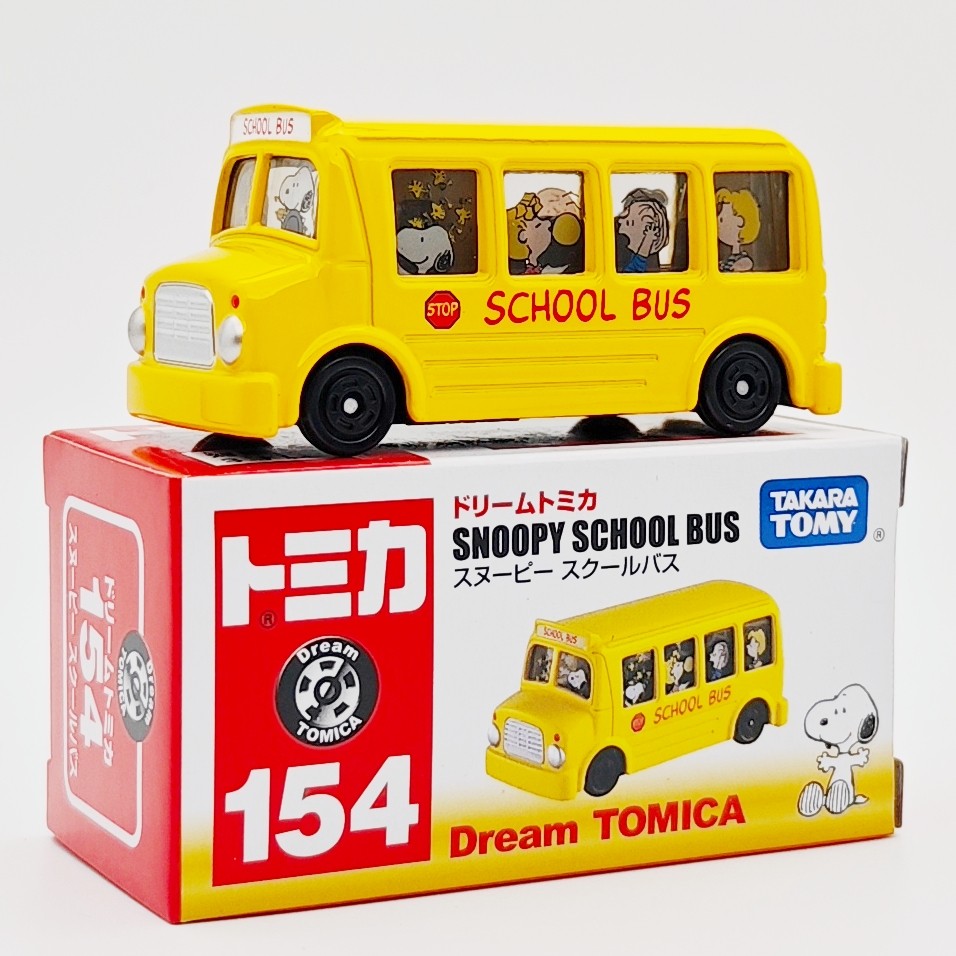 SCHOOL BUS
STOP
SCHOOL BUS
ドリームトミカ
SNOOPY SCHOOL BUS
スヌーピー スクールバス
TAKARA
TOMY
®
トミカ
®
Dream
TOMICA
154
SCHOOL BUS
STOP
SCHOOL BUS
Dream TOMICA
ドリームトミカ
154
スヌーピー スクールバス
Dream
TOMICA